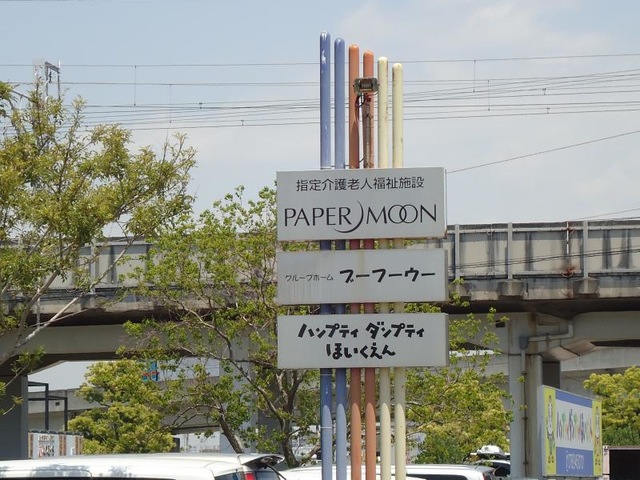 指定介護老人福祉施設
PAPER MOON
グループホーム ブーフーウー
ハンプティ ダンプティ
ほいくえん